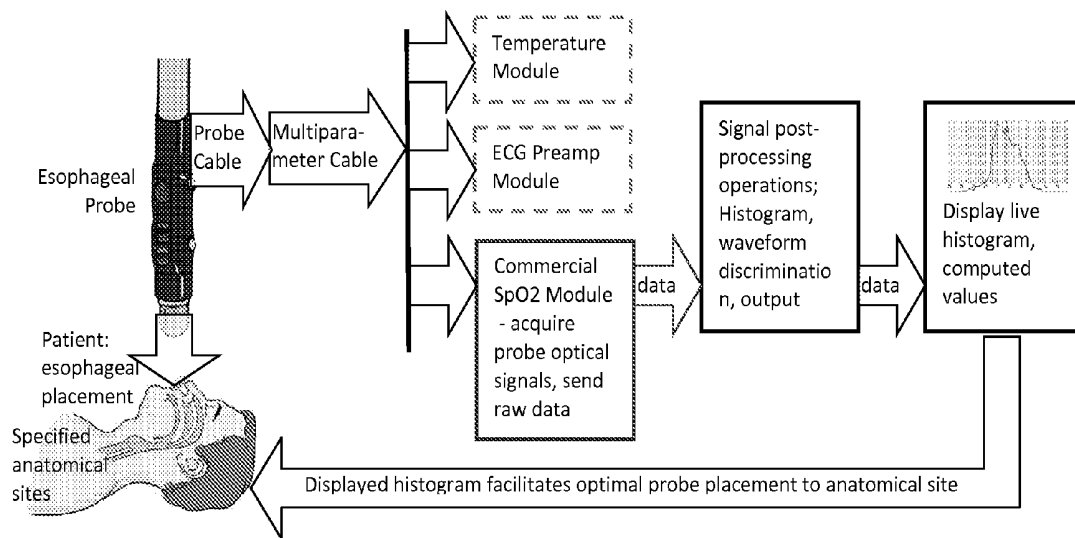 Esophageal
Probe
Probe
Cable
Multipara-
meter Cable
Temperature
Module
ECG Preamp
Module
Commercial
SpO2 Module
- acquire
probe optical
signals, send
raw data
data
Signal post-
processing
operations;
Histogram,
waveform
discriminatio
n, output
data
Display live
histogram,
computed
values
Patient:
esophageal
placement
Specified
anatomical
sites
Displayed histogram facilitates optimal probe placement to anatomical site